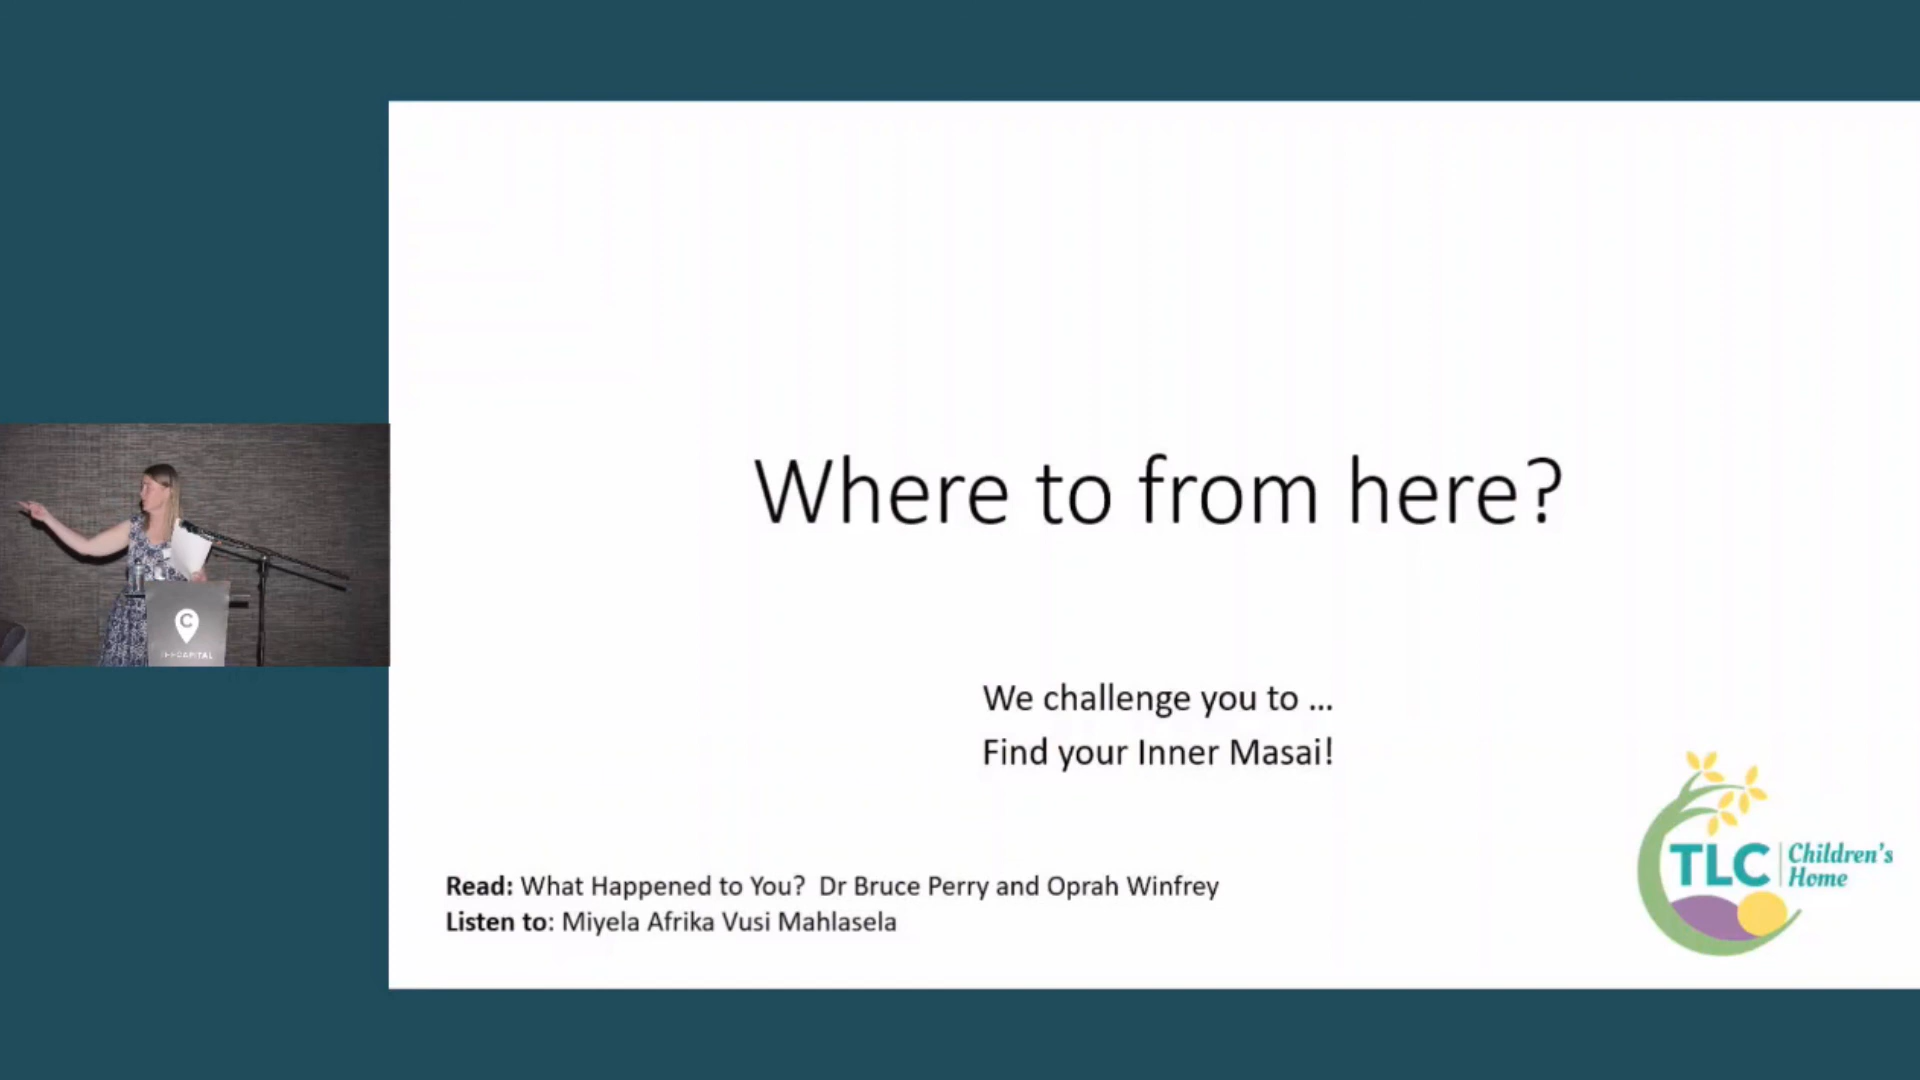 Where to from here?
We challenge you to ...
Find your Inner Masai!
Read: What Happened to You? Dr Bruce Perry and Oprah Winfrey
Listen to: Miyela Afrika Vusi Mahlasela
TLC Children's
Home
C